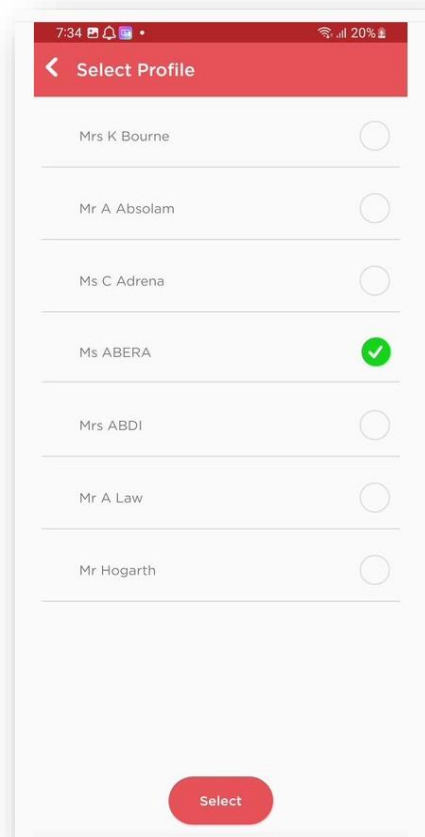 7:34
20%
Select Profile
Mrs K Bourne
Mr A Absolam
Ms C Adrena
Ms ABERA
Mrs ABDI
Mr A Law
Mr Hogarth
Select